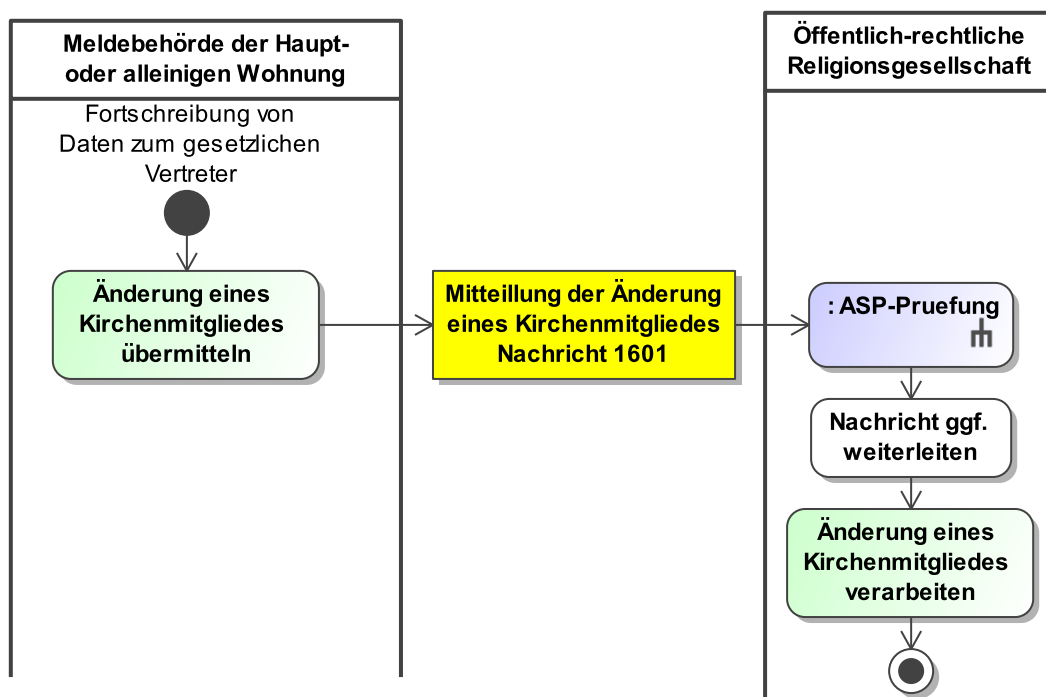 Meldebehörde der Haupt-
oder alleinigen Wohnung
Öffentlich-rechtliche
Religionsgesellschaft
Fortschreibung von
Daten zum gesetzlichen
Vertreter
Änderung eines
Kirchenmitgliedes
übermitteln
Mitteillung der Änderung
eines Kirchenmitgliedes
Nachricht 1601
: ASP-Pruefung
Nachricht ggf.
weiterleiten
Änderung eines
Kirchenmitgliedes
verarbeiten